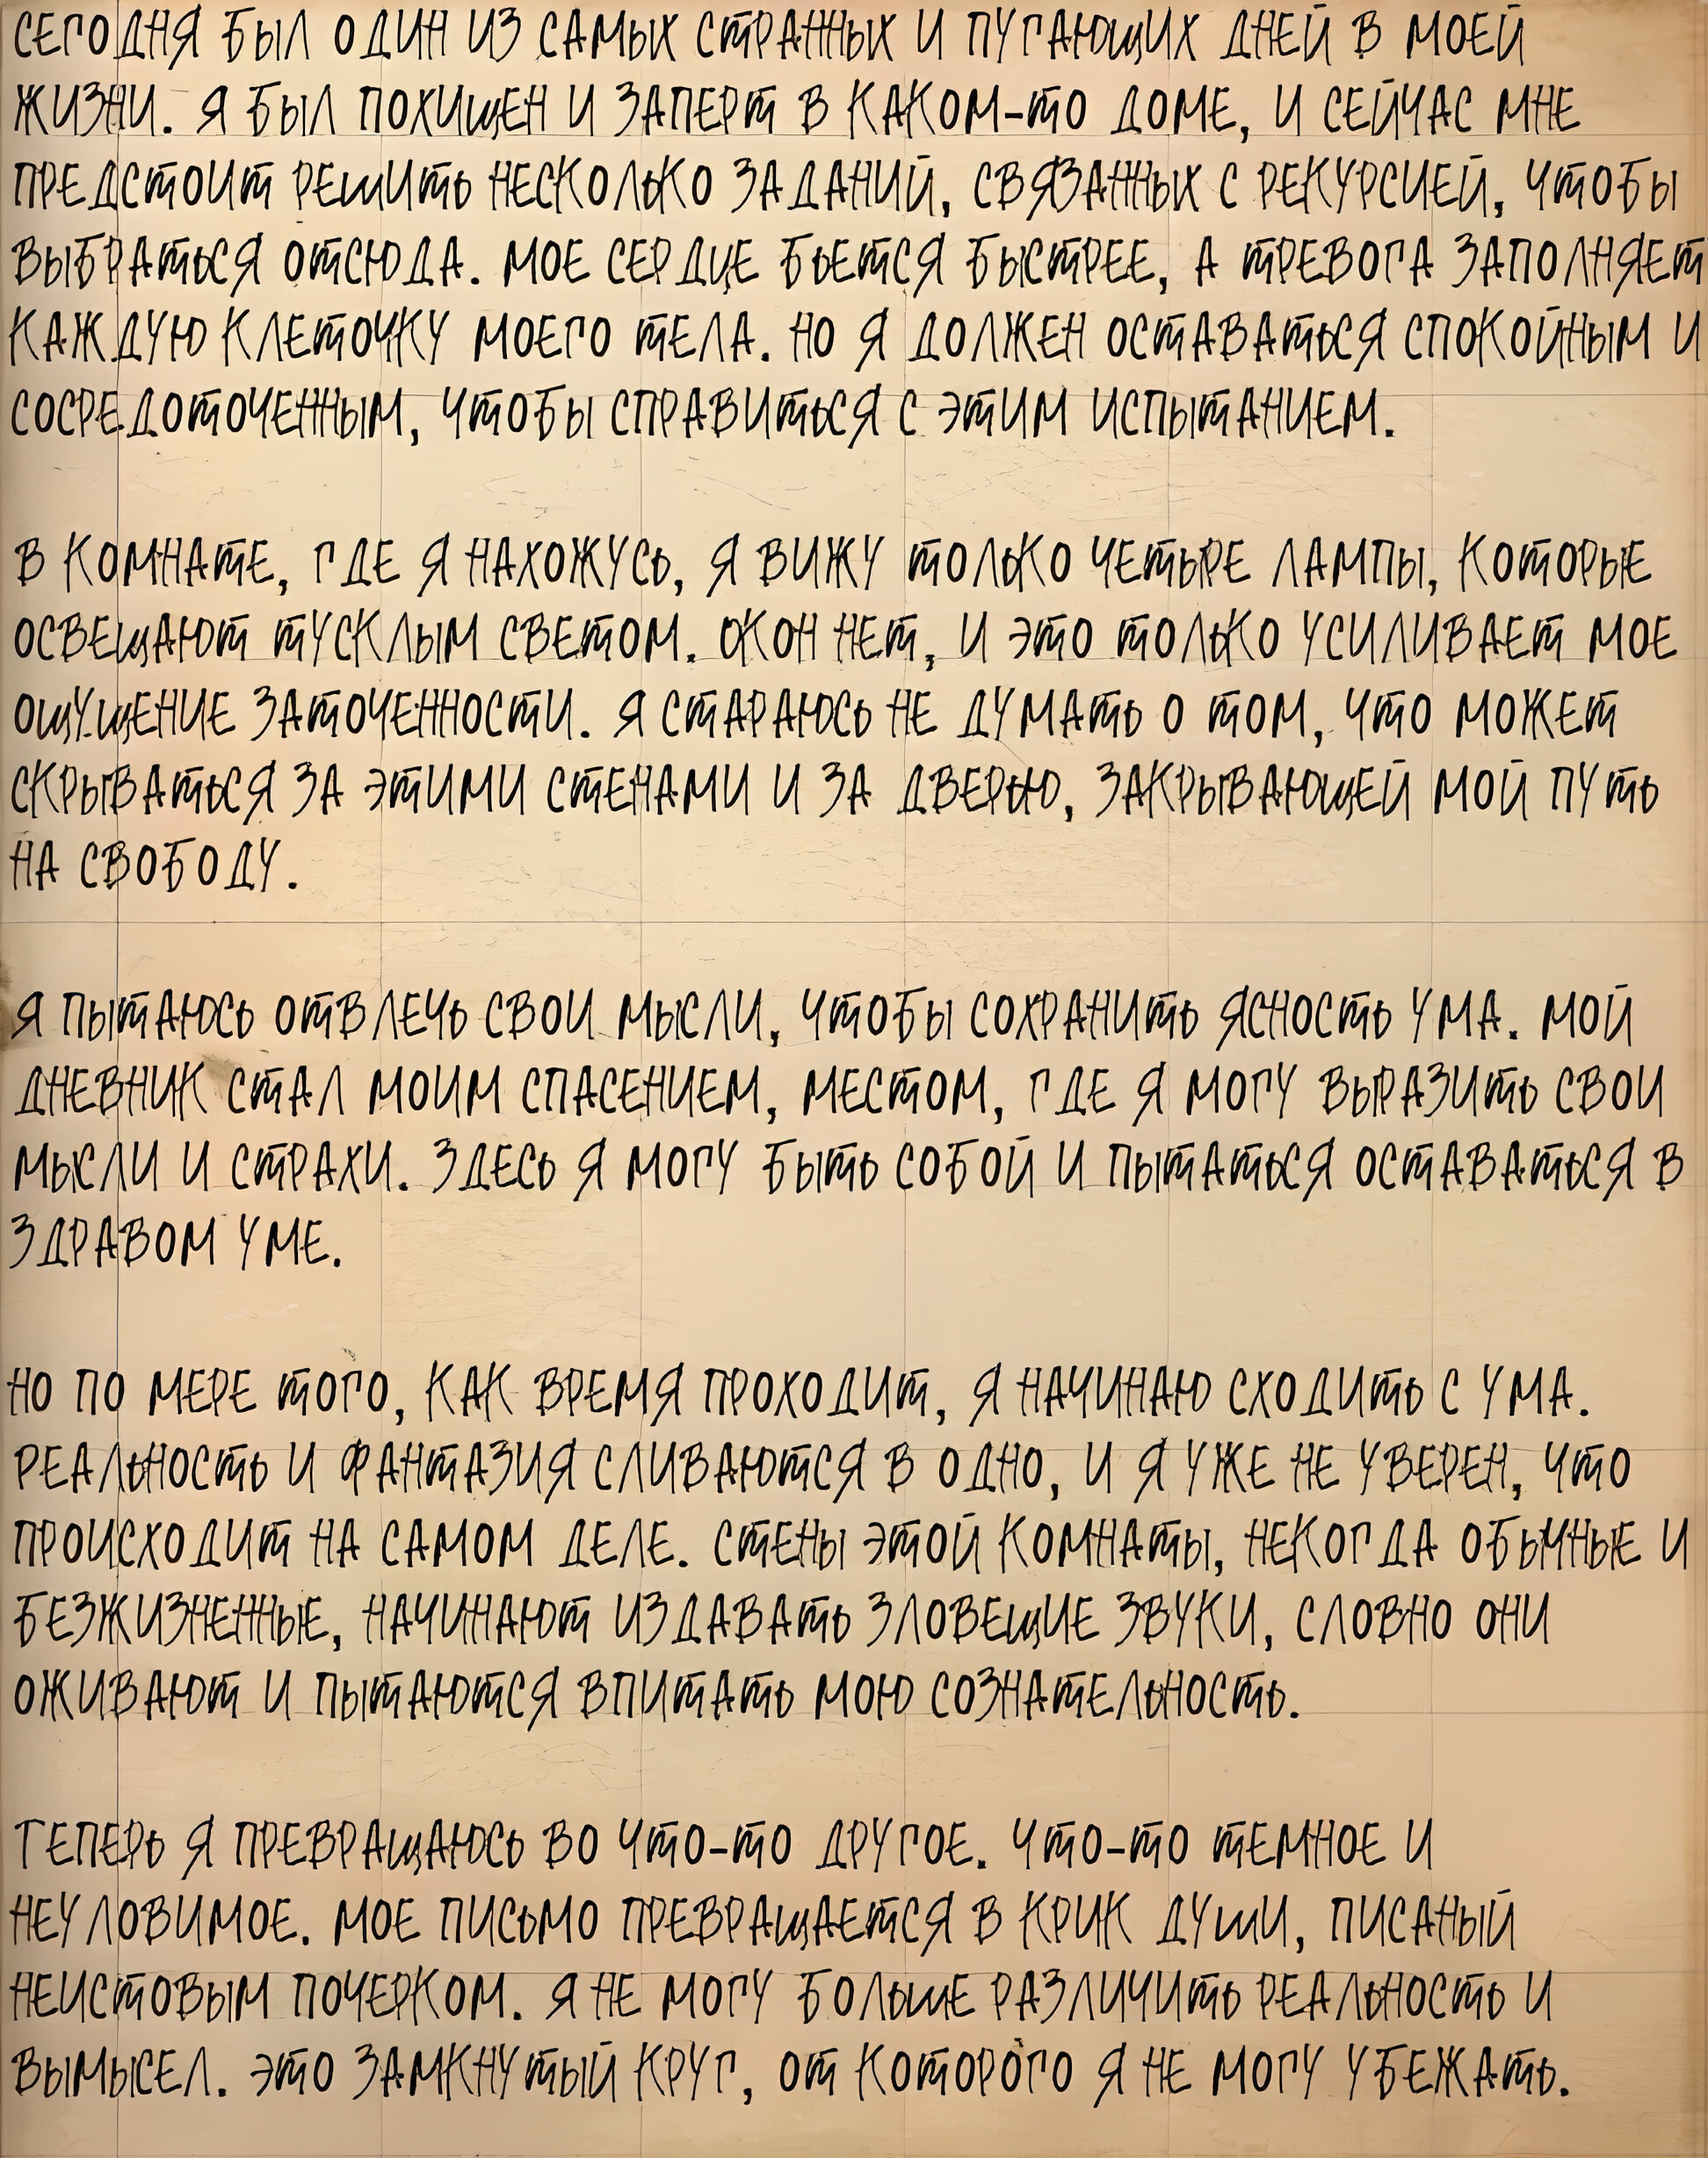 СЕГОДНЯ БЫЛ ОДИН ИЗ САМЫХ СТРАННЫХ И ПУГАЮЩИХ ДНЕЙ В МОЕЙ
ЖИЗНИ. Я БЫЛ ПОХИЩЕН И ЗАПЕРТ В КАКОМ-ТО ДОМЕ, И СЕЙЧАС МНЕ
ПРЕДСТОИТ РЕШИТЬ НЕСКОЛЬКО ЗАДАНИЙ, СВЯЗАННЫХ С РЕКУРСИЕЙ, ЧТОБЫ
ВЫБРАТЬСЯ ОТСЮДА. МОЕ СЕРДЦЕ БЬЕТСЯ БЫСТРЕЕ, А ТРЕВОГА ЗАПОЛНЯЕТ
КАЖДУЮ КЛЕТОЧКУ МОЕГО ТЕЛА. НО Я ДОЛЖЕН ОСТАВАТЬСЯ СПОКОЙНЫМ И
СОСРЕДОТОЧЕННЫМ, ЧТОБЫ СПРАВИТЬСЯ С ЭТИМ ИСПЫТАНИЕМ.
В КОМНАТЕ, ГДЕ Я НАХОЖУСЬ, Я ВИЖУ ТОЛЬКО ЧЕТЫРЕ ЛАМПЫ, КОТОРЫЕ
ОСВЕЩАЮТ ТУСКЛЫМ СВЕТОМ. ОКОН НЕТ, И ЭТО ТОЛЬКО УСИЛИВАЕТ МОЕ
ОЩУЩЕНИЕ ЗАТОЧЕННОСТИ. Я СТАРАЮСЬ НЕ ДУМАТЬ О ТОМ, ЧТО МОЖЕТ
СКРЫВАТЬСЯ ЗА ЭТИМИ СТЕНАМИ И ЗА ДВЕРЬЮ, ЗАКРЫВАЮЩЕЙ МОЙ ПУТЬ
НА СВОБОДУ.
Я ПЫТАЮСЬ ОТВЛЕЧЬ СВОИ МЫСЛИ, ЧТОБЫ СОХРАНИТЬ ЯСНОСТЬ УМА. МОЙ
ДНЕВНИК СТАЛ МОИМ СПАСЕНИЕМ, МЕСТОМ, ГДЕ Я МОГУ ВЫРАЗИТЬ СВОИ
МЫСЛИ И СТРАХИ. ЗДЕСЬ Я МОГУ БЫТЬ СОБОЙ И ПЫТАТЬСЯ ОСТАВАТЬСЯ В
ЗДРАВОМ УМЕ.
НО ПО МЕРЕ ТОГО, КАК ВРЕМЯ ПРОХОДИТ, Я НАЧИНАЮ СХОДИТЬ С УМА.
РЕАЛЬНОСТЬ И ФАНТАЗИЯ СЛИВАЮТСЯ В ОДНО, И Я УЖЕ НЕ УВЕРЕН, ЧТО
ПРОИСХОДИТ НА САМОМ ДЕЛЕ. СТЕНЫ ЭТОЙ КОМНАТЫ, НЕКОГДА ОБЫЧНЫЕ И
БЕЗЖИЗНЕННЫЕ, НАЧИНАЮТ ИЗДАВАТЬ ЗЛОВЕЩИЕ ЗВУКИ, СЛОВНО ОНИ
ОЖИВАЮТ И ПЫТАЮТСЯ ВПИТАТЬ МОЮ СОЗНАТЕЛЬНОСТЬ.
ТЕПЕРЬ Я ПРЕВРАЩАЮСЬ ВО ЧТО-ТО ДРУГОЕ. ЧТО-ТО ТЕМНОЕ И
НЕУЛОВИМОЕ. МОЕ ПИСЬМО ПРЕВРАЩАЕТСЯ В КРИК ДУШИ, ПИСАНЫЙ
НЕИСТОВЫМ ПОЧЕРКОМ. Я НЕ МОГУ БОЛЬШЕ РАЗЛИЧИТЬ РЕАЛЬНОСТЬ И
ВЫМЫСЕЛ. ЭТО ЗАМКНУТЫЙ КРУГ, ОТ КОТОРОГО Я НЕ МОГУ УБЕЖАТЬ.